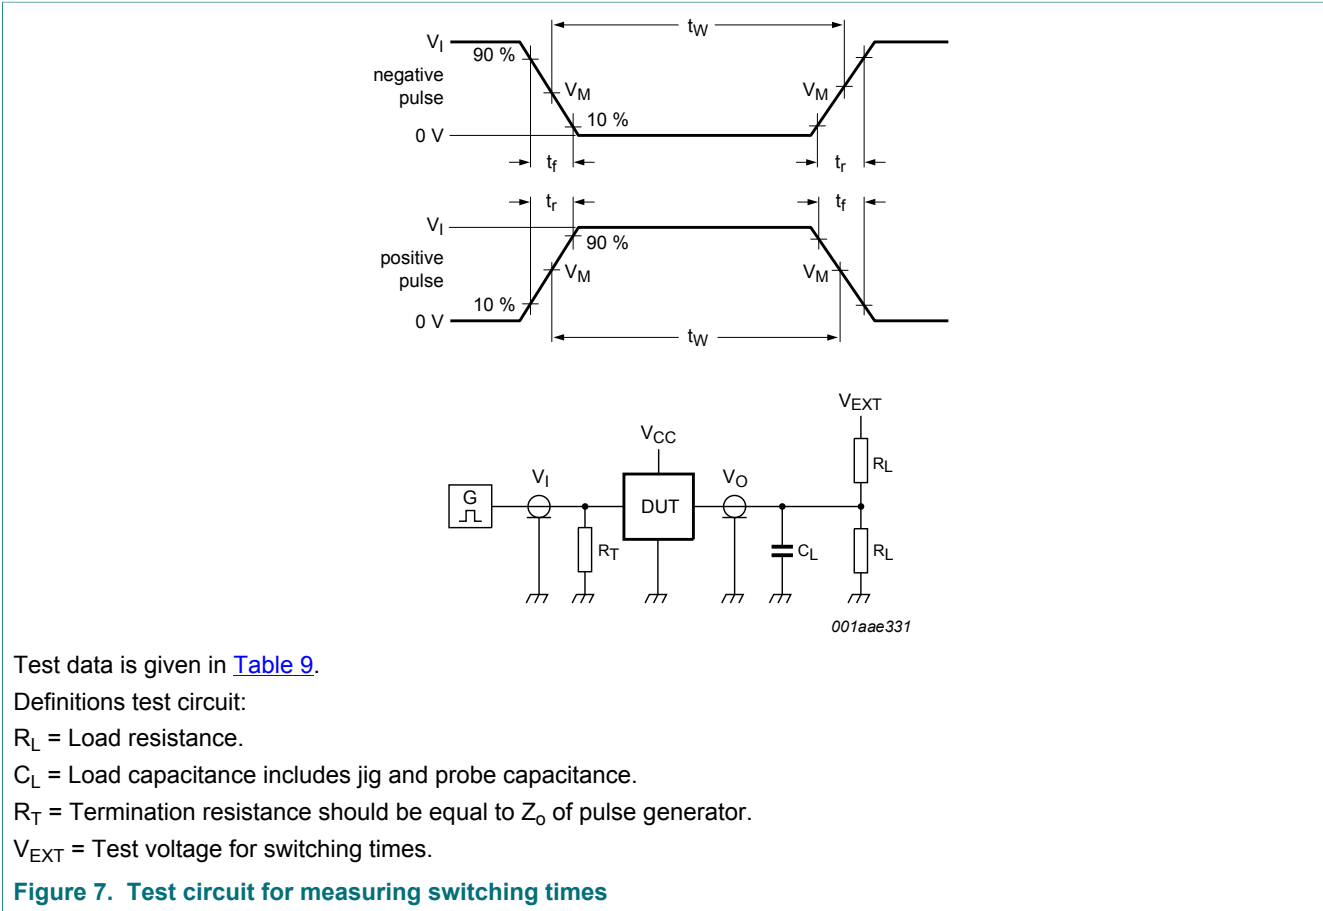 tW
VI
90 %
negative
pulse
VM
VM
10 %
0 V
tf
tr
tr
tf
VI
90 %
positive
pulse
VM
VM
10 %
0 V
tW
VEXT
VCC
RL
VI
VO
G
DUT
RT
CL
RL
001aae331
Test data is given in Table 9.
Definitions test circuit:
RL = Load resistance.
CL = Load capacitance includes jig and probe capacitance.
RT = Termination resistance should be equal to Zo of pulse generator.
VEXT = Test voltage for switching times.
Figure 7. Test circuit for measuring switching times